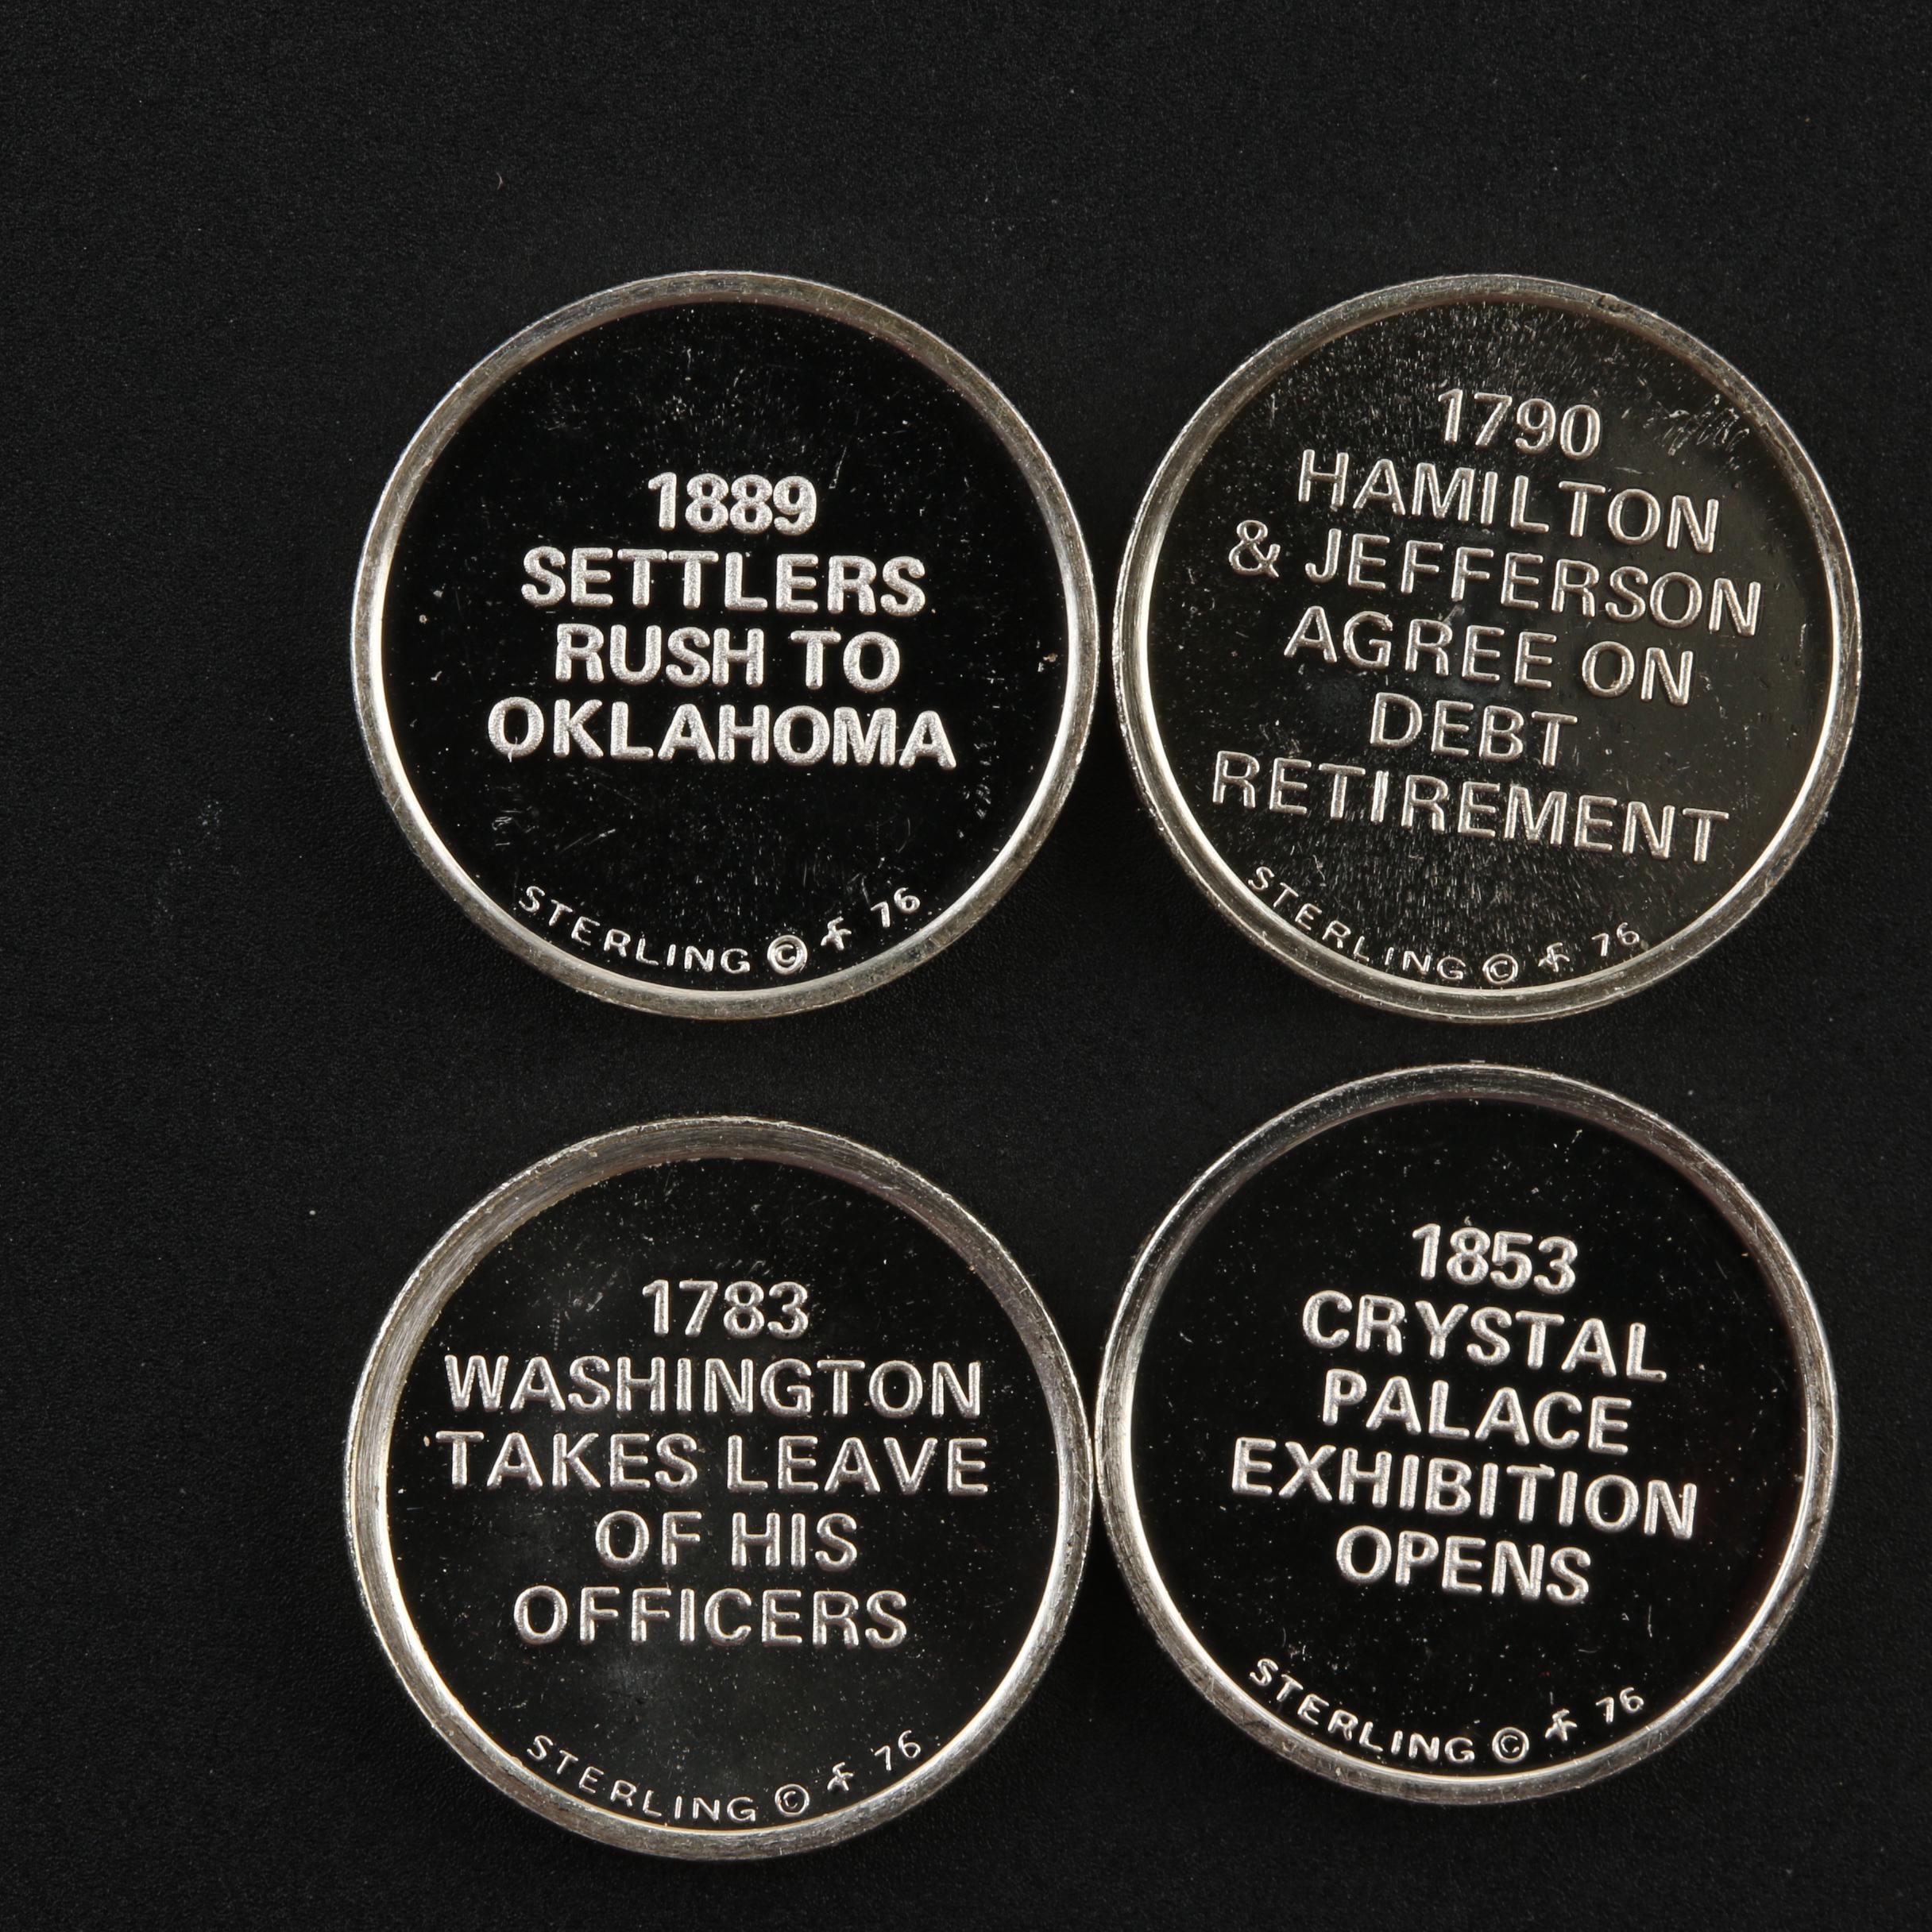 1889
SETTLERS
RUSH TO
OKLAHOMA
STERLING © F 76
1790
HAMILTON
& JEFFERSON
AGREE ON
DEBT
RETIREMENT
STERLING © F 76
1783
WASHINGTON
TAKES LEAVE
OF HIS
OFFICERS
STERLING © F 76
1853
CRYSTAL
PALACE
EXHIBITION
OPENS
STERLING © F 76